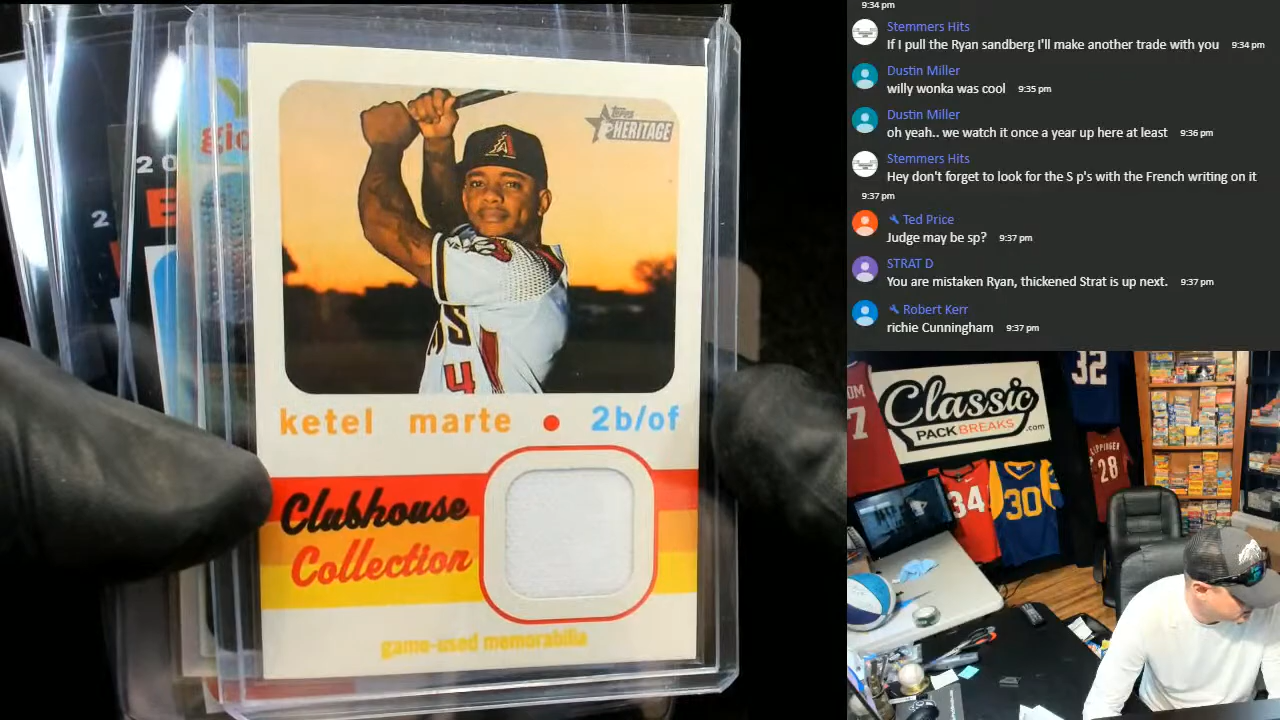 topps
HERITAGE
ketel marte • 2b/of
Clubhouse
Collection
game-used memorabilia
S
4
20
2
gio
9:34 pm
Stemmers Hits
If I pull the Ryan sandberg I'll make another trade with you 9:34 pm
Dustin Miller
willy wonka was cool 9:35 pm
Dustin Miller
oh yeah.. we watch it once a year up here at least 9:36 pm
Stemmers Hits
Hey don't forget to look for the S p's with the French writing on it
9:37 pm
Ted Price
Judge may be sp? 9:37 pm
STRAT D
You are mistaken Ryan, thickened Strat is up next. 9:37 pm
Robert Kerr
richie Cunningham 9:37 pm
Classic
PACK BREAKS.com
32
7
34
30
28